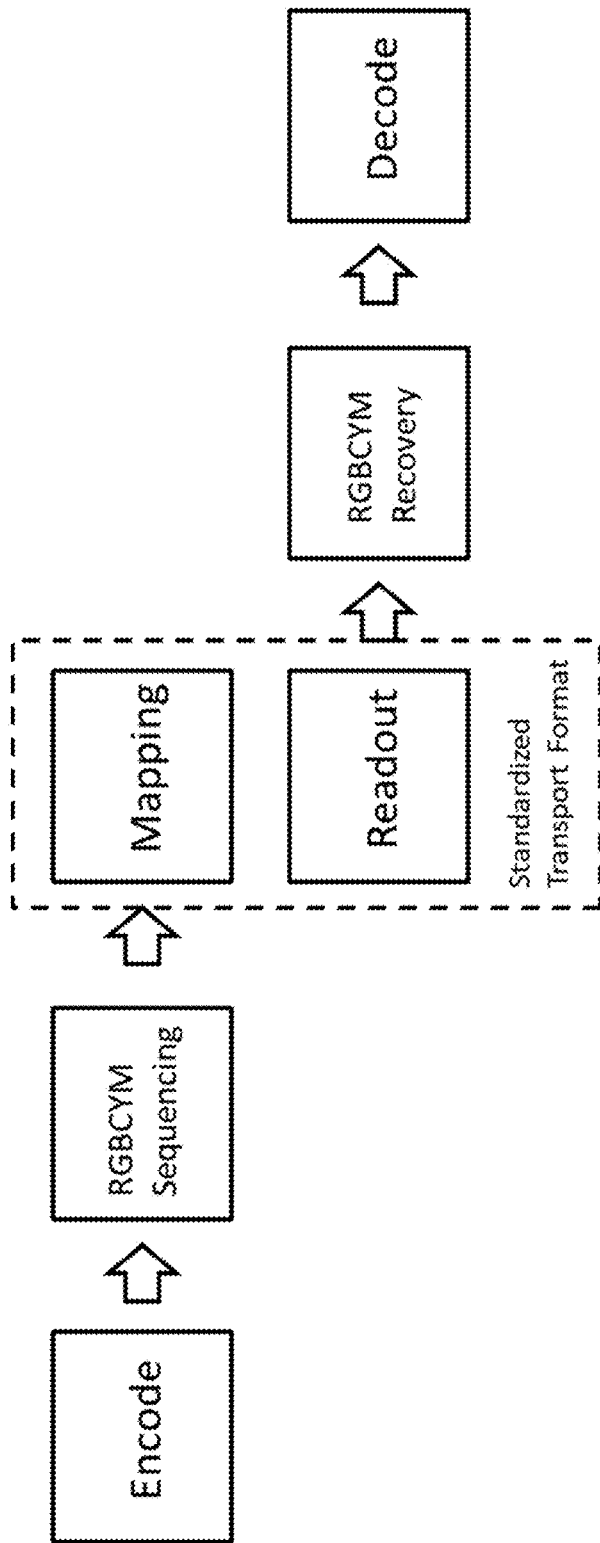 Encode
RGBCYM
Sequencing
Mapping
Readout
Standardized
Transport Format
RGBCYM
Recovery
Decode